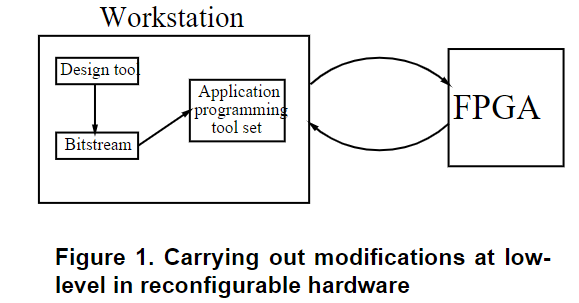 Workstation
Design tool
Application
programming
tool set
Bitstream
FPGA
Figure 1. Carrying out modifications at low-
level in reconfigurable hardware